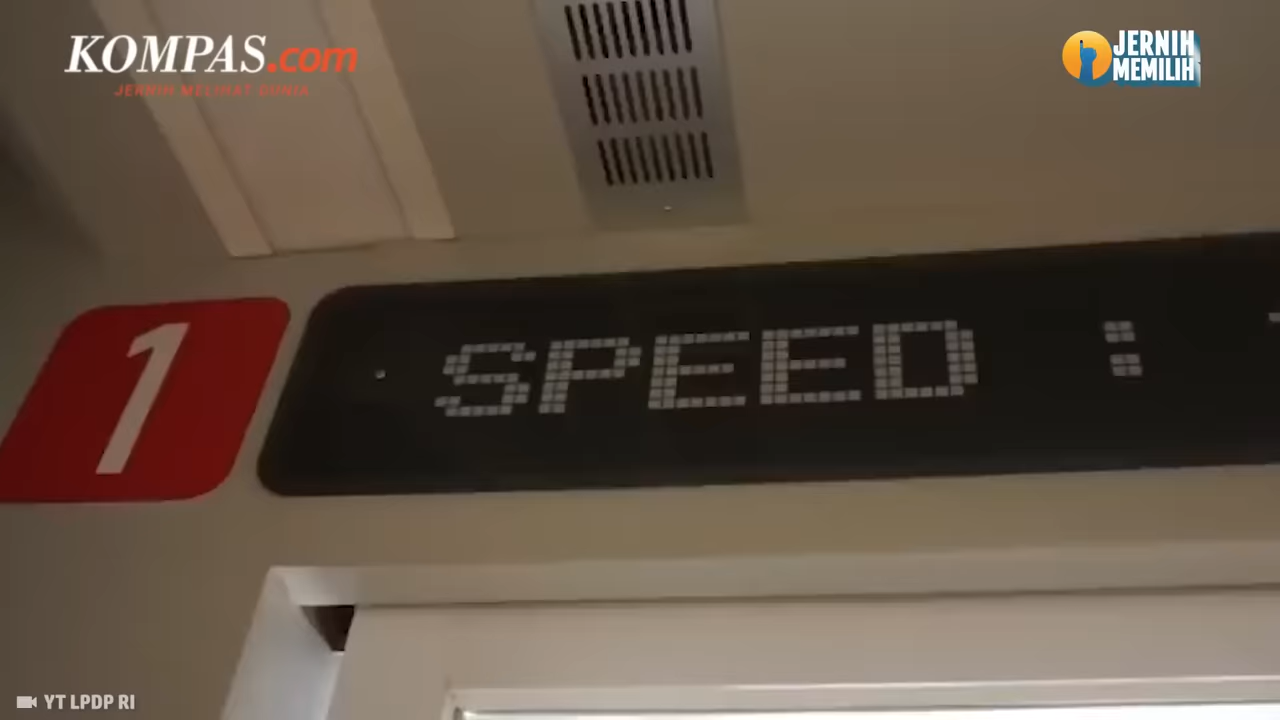 KOMPAS.com
JERNIH MELIHAT DUNIA
JERNIH
MEMILIH
1
SPEED :
YT LPDP RI